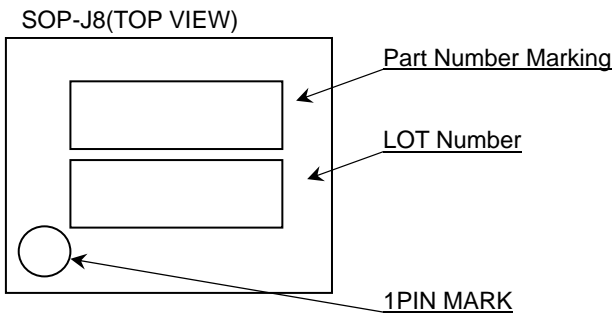 SOP-J8(TOP VIEW)
Part Number Marking
LOT Number
1PIN MARK